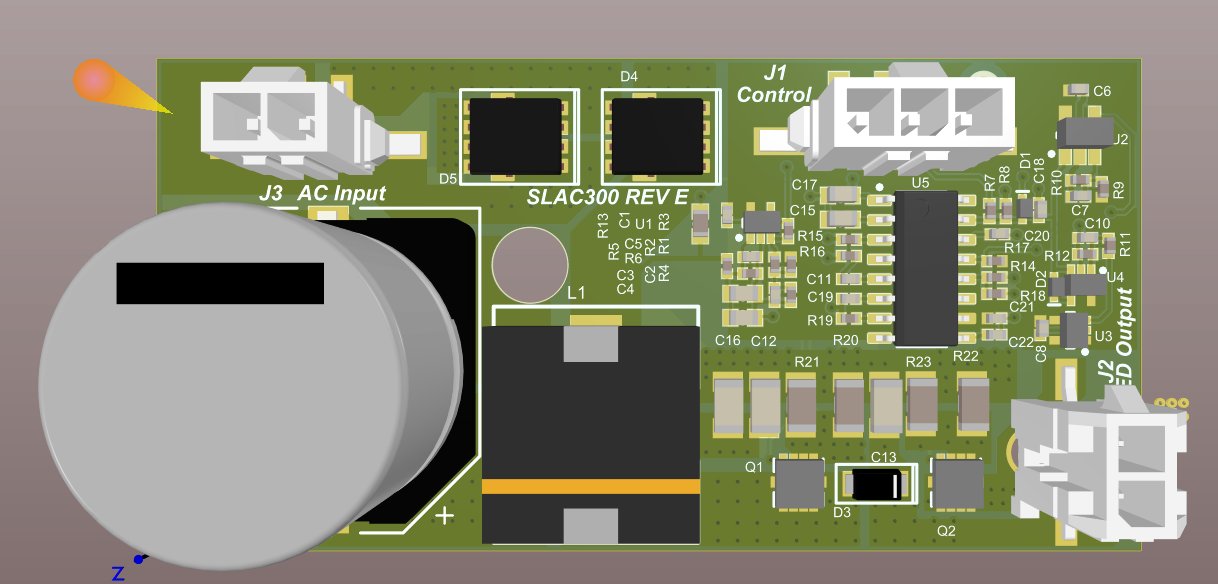 D4
J1
Control
C6
U2
D5
J3 AC Input
SLAC300 REV E
C17
C15
U5
R7
R8
D1
C18
R10
R9
C7
R13
C1
U1
R3
R5
C5
R2
R1
R6
C3
C2
R4
C4
R15
R16
C11
C19
R19
R20
C20
R17
R14
R18
C21
C22
R22
C10
R12
R11
D2
U4
U3
C8
L1
C16
C12
R21
R23
J2
ED Output
Q1
C13
D3
Q2
+
Z